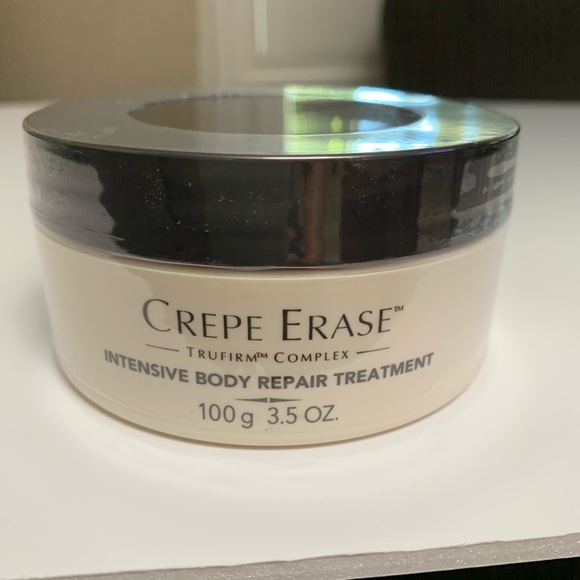 CREPE ERASE™
TRUFIRM™ COMPLEX
INTENSIVE BODY REPAIR TREATMENT
100 g 3.5 OZ.